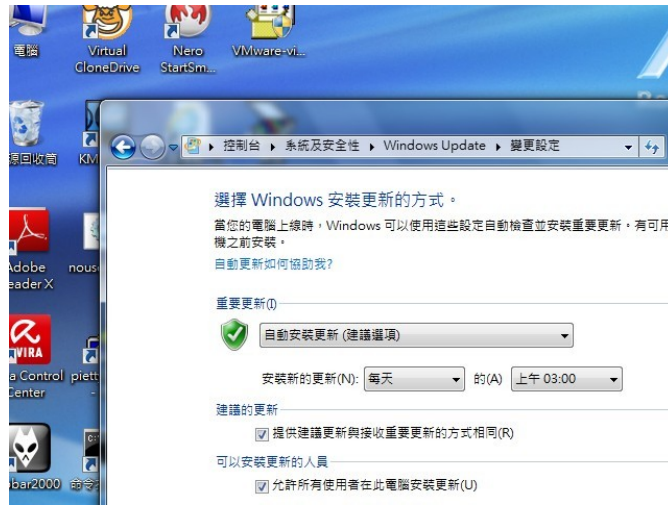 電腦
Virtual
CloneDrive
Nero
StartSm...
VMware-vi...
源回收筒
KM
控制台 ▸ 系統及安全性 ▸ Windows Update ▸ 變更設定
選擇 Windows 安裝更新的方式。
當您的電腦上線時，Windows 可以使用這些設定自動檢查並安裝重要更新。有可用
機之前安裝。
自動更新如何協助我?
重要更新(I)
自動安裝更新 (建議選項)
安裝新的更新(N): 每天 的(A) 上午 03:00
建議的更新
提供建議更新與接收重要更新的方式相同(R)
可以安裝更新的人員
允許所有使用者在此電腦安裝更新(U)
Adobe
eader X
nous
VIRA
a Control
Center
piett
bar2000